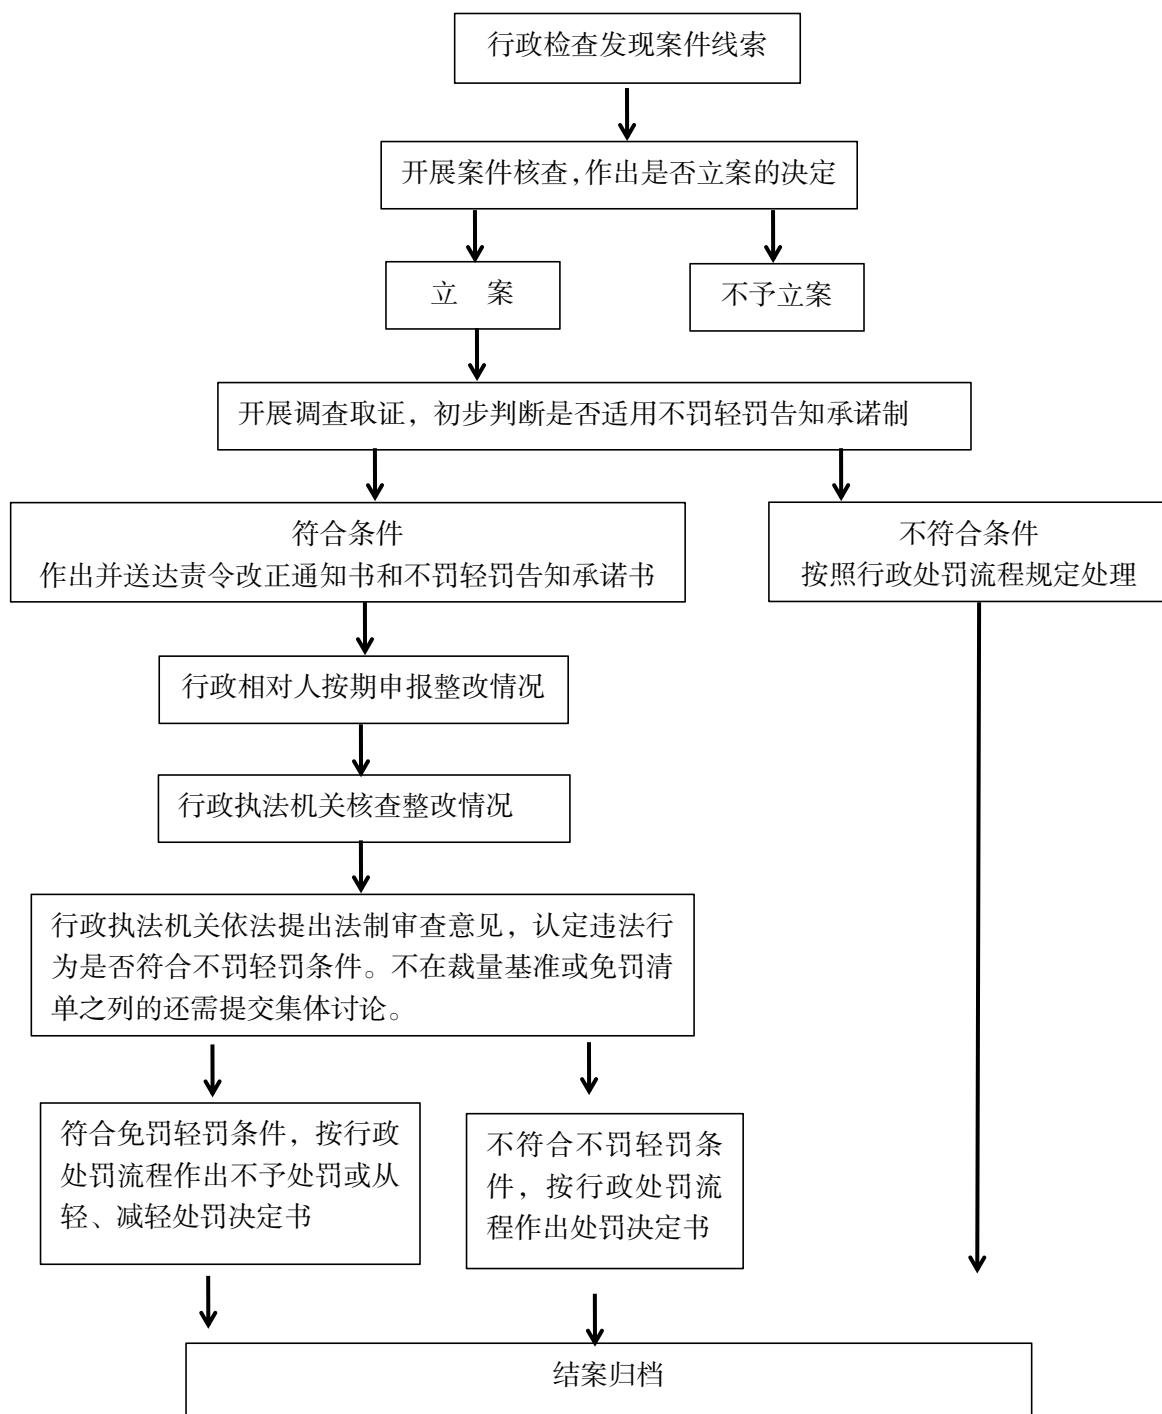 行政检查发现案件线索
开展案件核查,作出是否立案的决定
立　案
不予立案
开展调查取证，初步判断是否适用不罚轻罚告知承诺制
符合条件
作出并送达责令改正通知书和不罚轻罚告知承诺书
不符合条件
按照行政处罚流程规定处理
行政相对人按期申报整改情况
行政执法机关核查整改情况
行政执法机关依法提出法制审查意见，认定违法行
为是否符合不罚轻罚条件。不在裁量基准或免罚清
单之列的还需提交集体讨论。
符合免罚轻罚条件，按行政
处罚流程作出不予处罚或从
轻、减轻处罚决定书
不符合不罚轻罚条
件，按行政处罚流
程作出处罚决定书
结案归档